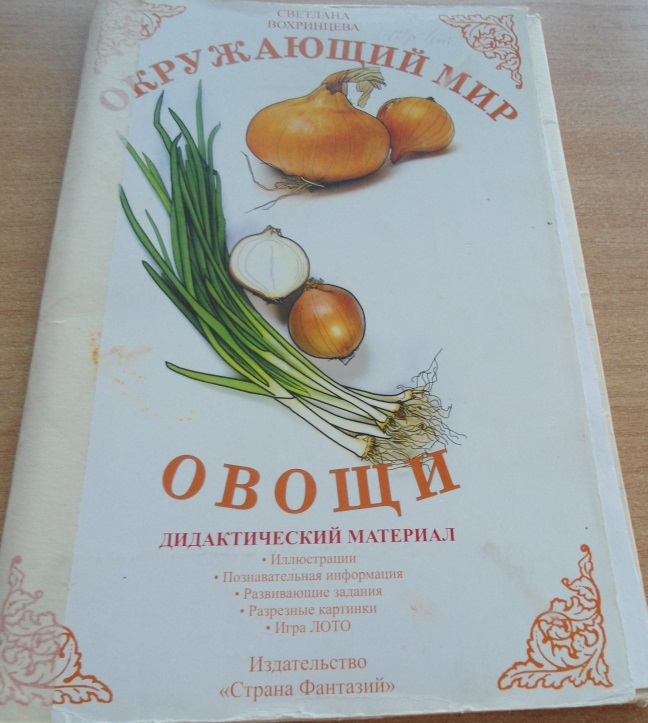 СВЕТЛАНА
ВОХРИНЦЕВА
ОКРУЖАЮЩИЙ МИР
ОВОЩИ
ДИДАКТИЧЕСКИЙ МАТЕРИАЛ
• Иллюстрации
• Познавательная информация
• Развивающие задания
• Разрезные картинки
• Игра ЛОТО
Издательство
«Страна Фантазий»